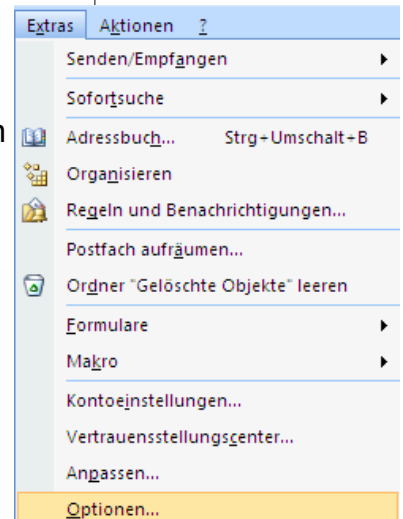 Extras Aktionen ?
Senden/Empfangen
Sofortsuche
n
Adressbuch... Strg+Umschalt+B
Organisieren
Regeln und Benachrichtigungen...
Postfach aufräumen...
Ordner "Gelöschte Objekte" leeren
Formulare
Makro
Kontoeinstellungen...
Vertrauensstellungscenter...
Anpassen...
Optionen...